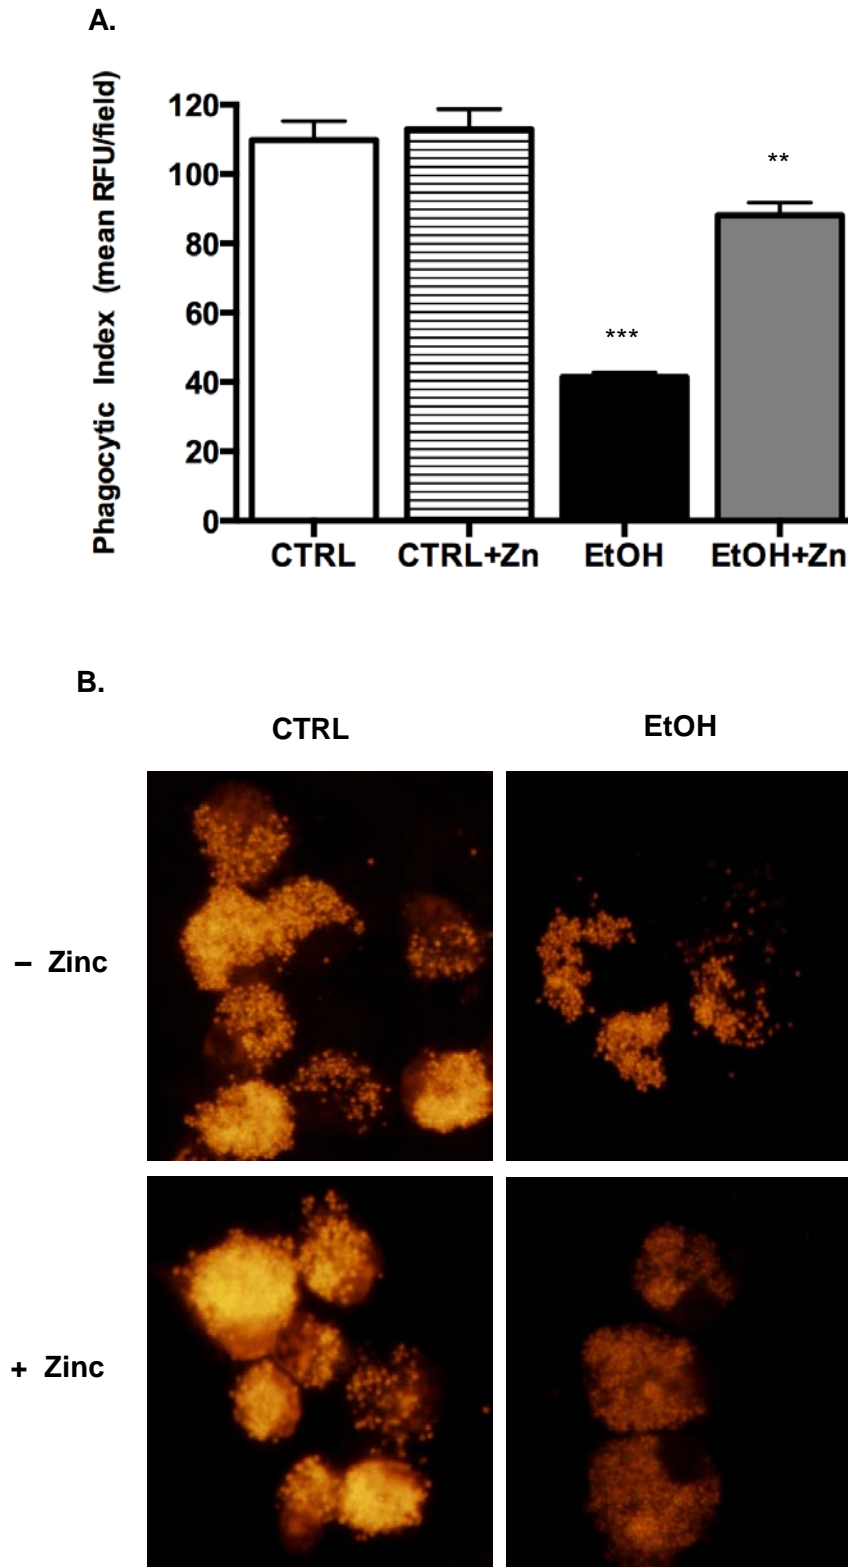 A.
Phagocytic Index (mean RFU/field)
120
100
80
60
40
20
0
***
**
CTRL
CTRL+Zn
EtOH
EtOH+Zn
B.
CTRL
EtOH
– Zinc
+ Zinc